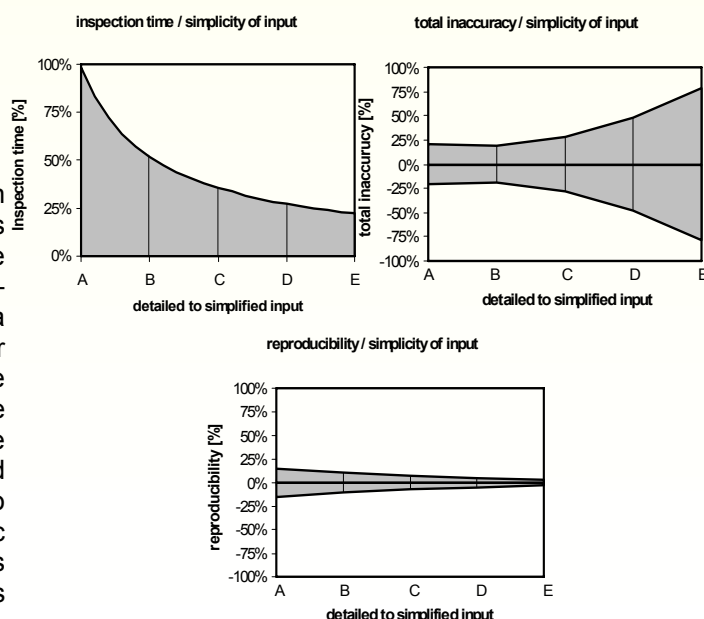 inspection time / simplicity of input
Inspection time [%]
100%
75%
50%
25%
0%
A B C D E
detailed to simplified input
total inaccuracy / simplicity of input
total inaccurucy [%]
100%
75%
50%
25%
0%
-25%
-50%
-75%
-100%
A B C D E
detailed to simplified input
reproducibility / simplicity of input
reproducibility [%]
100%
75%
50%
25%
0%
-25%
-50%
-75%
-100%
A B C D E
detailed to simplified input